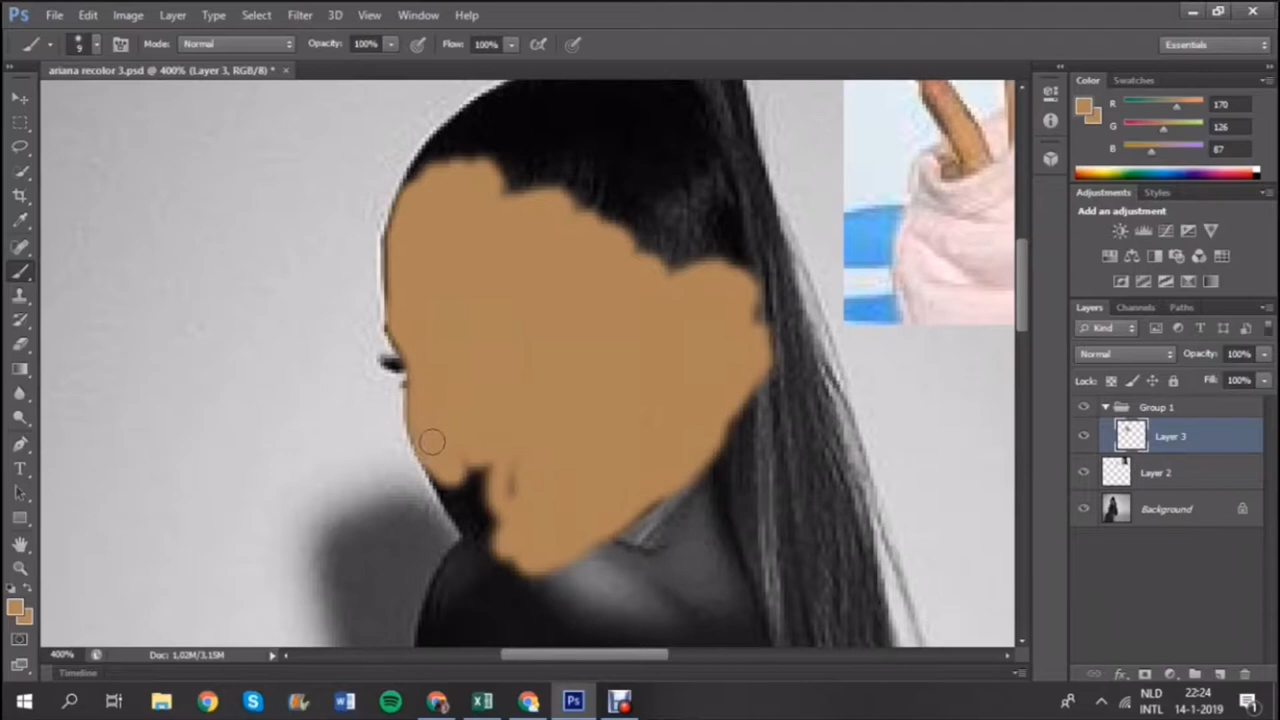 Ps File Edit Image Layer Type Select Filter 3D View Window Help
9 Mode: Normal Opacity: 100% Flow: 100% Essentials
ariana recolor 3.psd @ 400% (Layer 3, RGB/8) * ×
Color Swatches
R 170
G 126
B 87
Adjustments Styles
Add an adjustment
Layers Channels Paths
Kind
Normal Opacity: 100%
Lock: Fill: 100%
Group 1
Layer 3
Layer 2
Background
400% Doc: 1.02M/3.15M
Timeline
NLD 22:24
INTL 14-1-2019